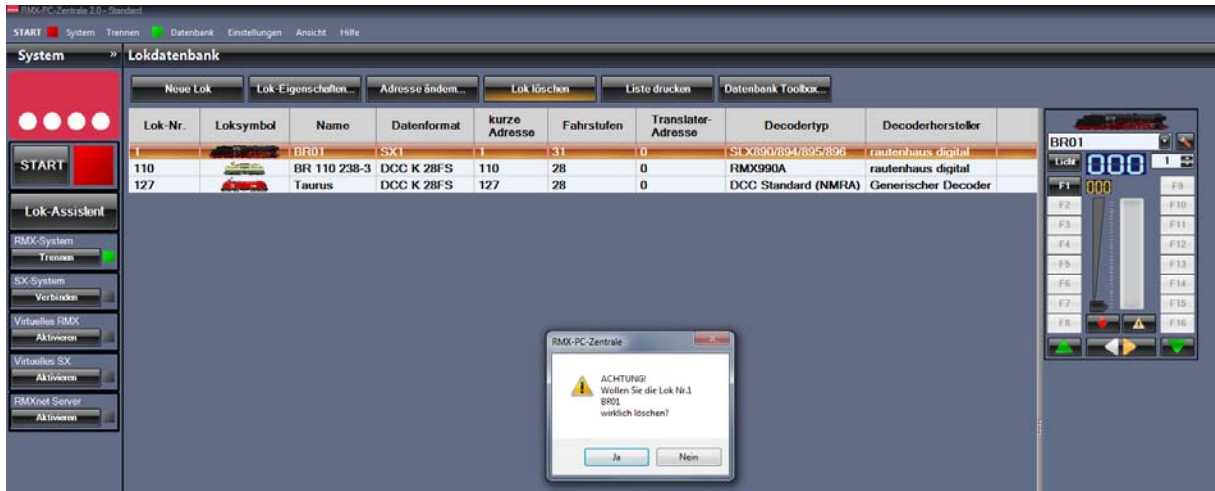 RMX-PC-Zentrale 2.0 - Standard
START System Trennen Datenbank Einstellungen Ansicht Hilfe
System » Lokdatenbank
Neue Lok Lok-Eigenschaften... Adresse ändern... Lok löschen Liste drucken Datenbank Toolbox...
Lok-Nr. Loksymbol Name Datenformat kurze Adresse Fahrstufen Translater-Adresse Decodertyp Decoderhersteller
1 BR01 SX1 1 31 0 SLX890/894/895/896 rautenhaus digital
110 BR 110 238-3 DCC K 28FS 110 28 0 RMX990A rautenhaus digital
127 Taurus DCC K 28FS 127 28 0 DCC Standard (NMRA) Generischer Decoder
START
Lok-Assistent
RMX-System
Trennen
SX-System
Verbinden
Virtuelles RMX
Aktivieren
Virtuelles SX
Aktivieren
RMXnet Server
Aktivieren
RMX-PC-Zentrale
ACHTUNG!
Wollen Sie die Lok Nr.1
BR01
wirklich löschen?
Ja Nein
BR01
Licht 000 1
F1 000 F9
F2 F10
F3 F11
F4 F12
F5 F13
F6 F14
F7 F15
F8 F16